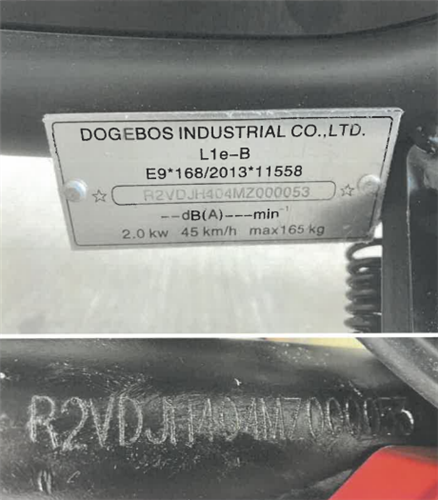 DOGEBOS INDUSTRIAL CO.,LTD.
L1e-B
E9*168/2013*11558
☆ R2VDJH404MZ000053 ☆
--dB(A)---min⁻¹
2.0 kw 45 km/h max165 kg
R2VDJH404MZ000053